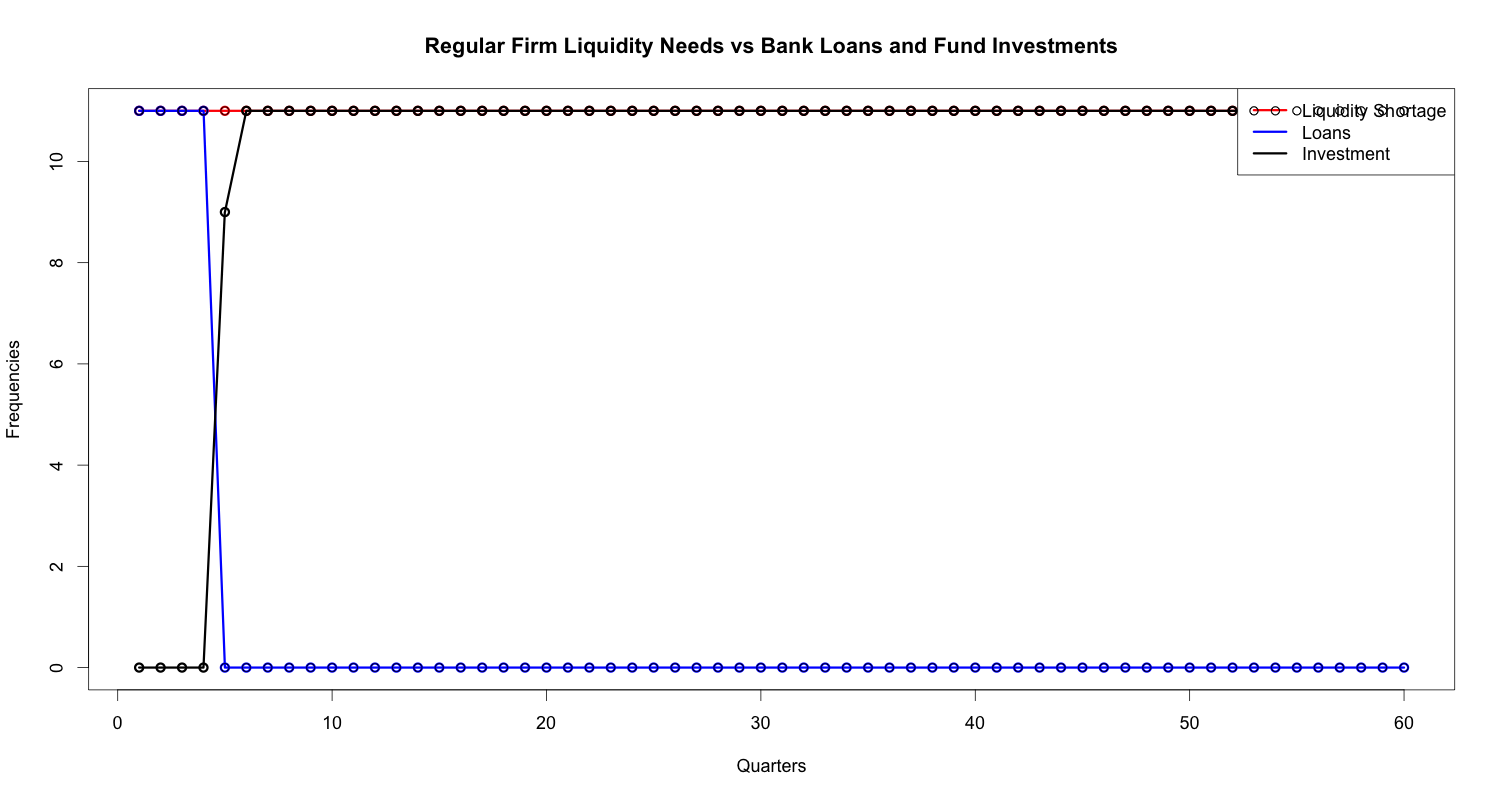 Regular Firm Liquidity Needs vs Bank Loans and Fund Investments
Liquidity Shortage
Loans
Investment
Frequencies
10
8
6
4
2
0
0 10 20 30 40 50 60
Quarters